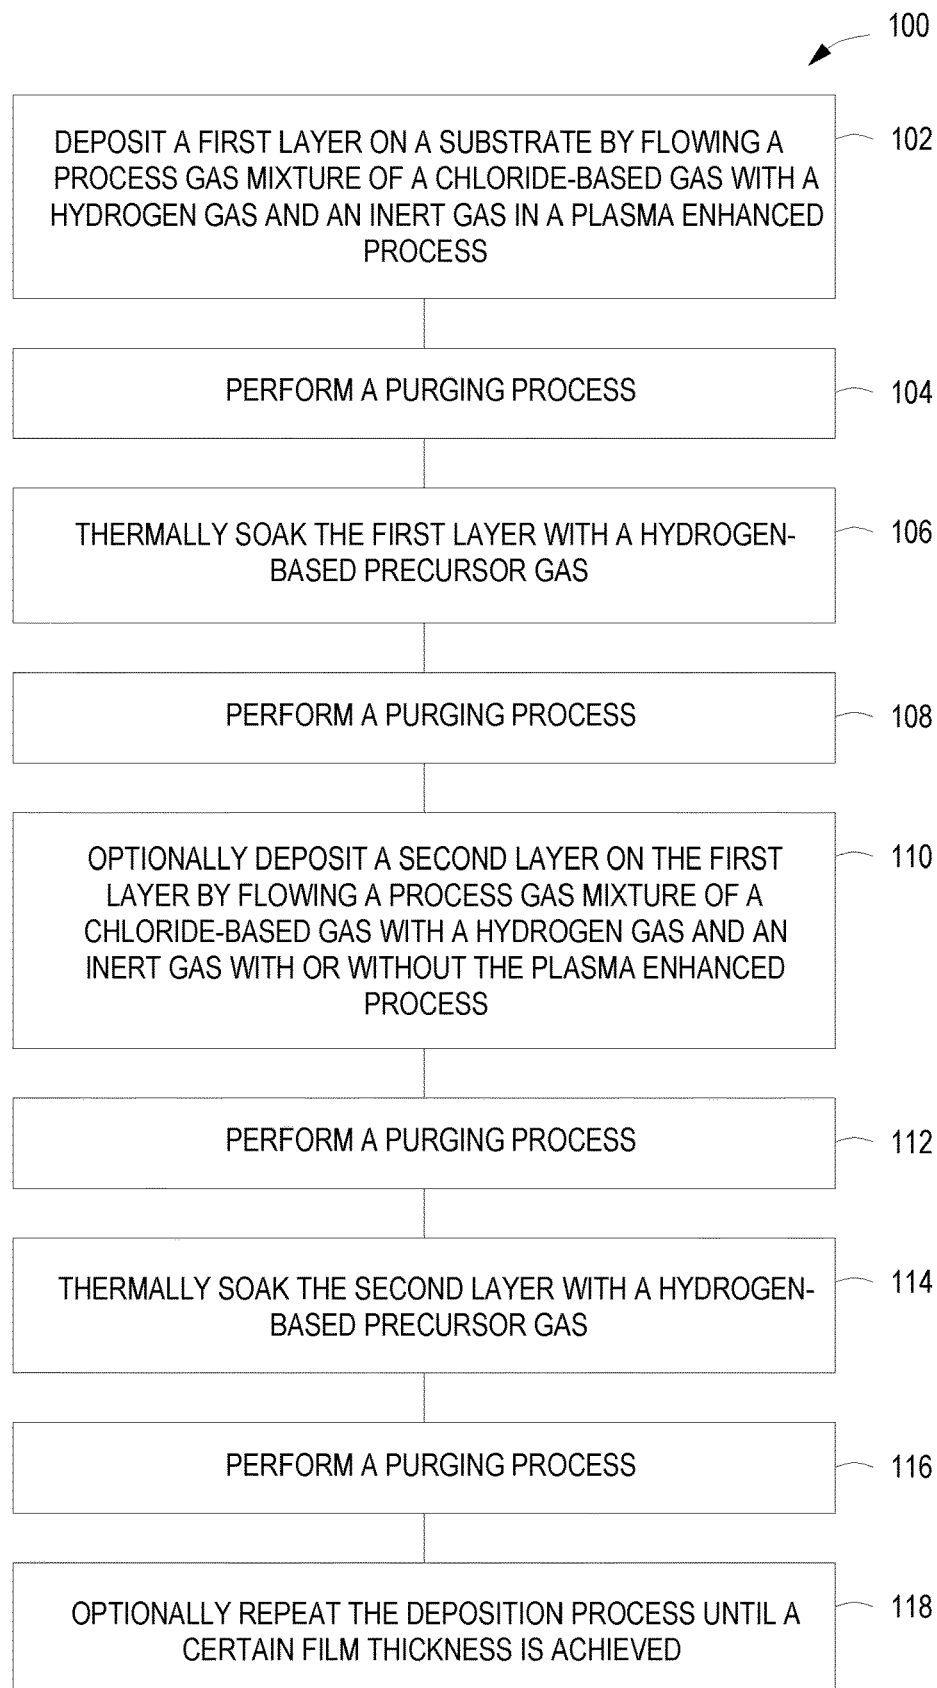 100
DEPOSIT A FIRST LAYER ON A SUBSTRATE BY FLOWING A
PROCESS GAS MIXTURE OF A CHLORIDE-BASED GAS WITH A
HYDROGEN GAS AND AN INERT GAS IN A PLASMA ENHANCED
PROCESS
102
PERFORM A PURGING PROCESS
104
THERMALLY SOAK THE FIRST LAYER WITH A HYDROGEN-
BASED PRECURSOR GAS
106
PERFORM A PURGING PROCESS
108
OPTIONALLY DEPOSIT A SECOND LAYER ON THE FIRST
LAYER BY FLOWING A PROCESS GAS MIXTURE OF A
CHLORIDE-BASED GAS WITH A HYDROGEN GAS AND AN
INERT GAS WITH OR WITHOUT THE PLASMA ENHANCED
PROCESS
110
PERFORM A PURGING PROCESS
112
THERMALLY SOAK THE SECOND LAYER WITH A HYDROGEN-
BASED PRECURSOR GAS
114
PERFORM A PURGING PROCESS
116
OPTIONALLY REPEAT THE DEPOSITION PROCESS UNTIL A
CERTAIN FILM THICKNESS IS ACHIEVED
118